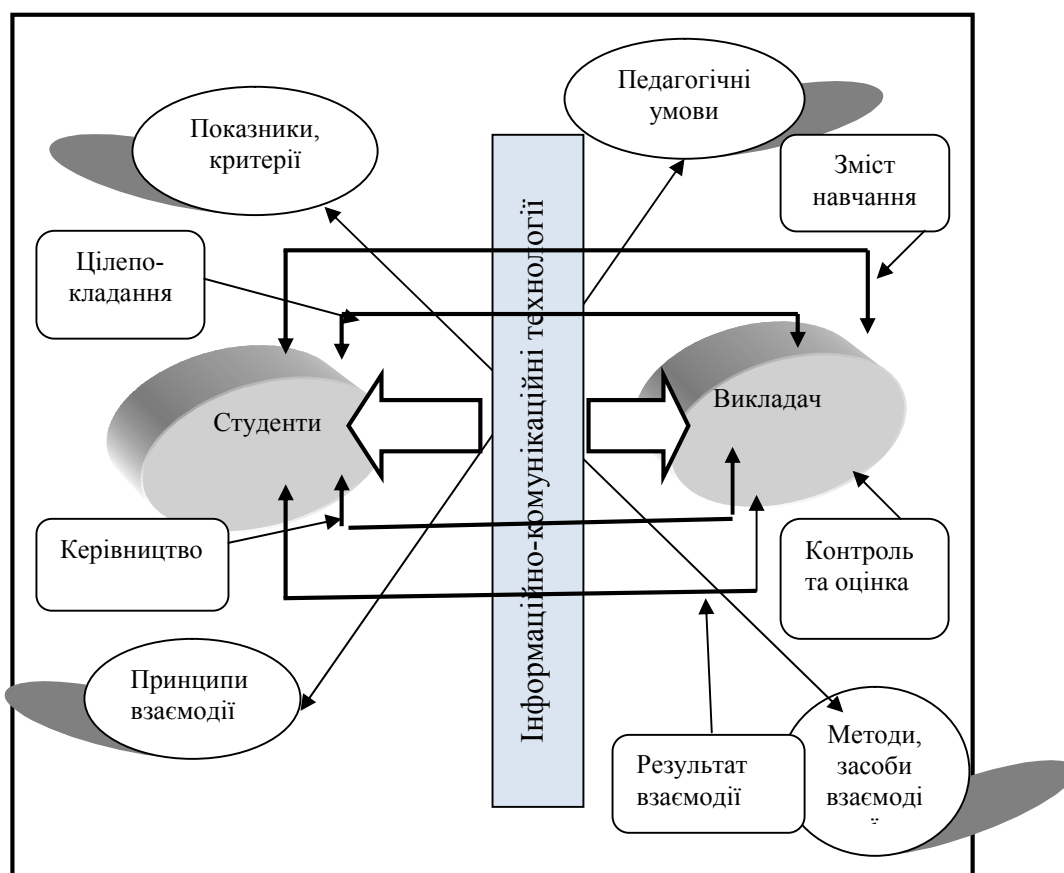 Педагогічні
умови
Показники,
критерії
Зміст
навчання
Цілепо-
кладання
Інформаційно-комунікаційні технології
Студенти
Викладач
Керівництво
Контроль
та оцінка
Принципи
взаємодії
Результат
взаємодії
Методи,
засоби
взаємоді
ї